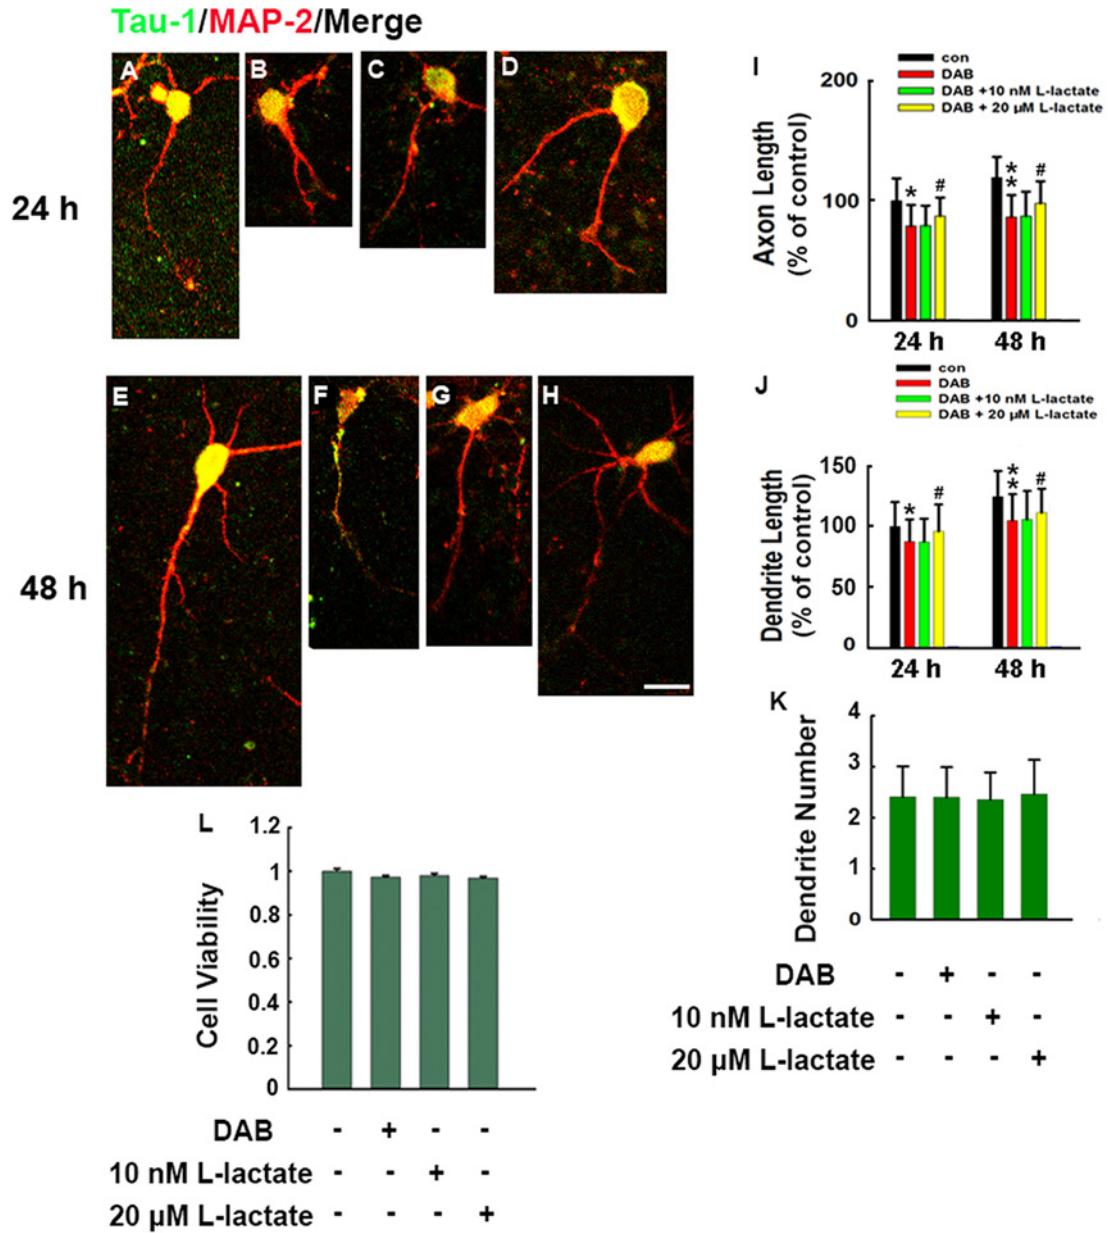 Tau-1/MAP-2/Merge
A
B
C
D
24 h
E
F
G
H
48 h
I
con
DAB
DAB +10 nM L-lactate
DAB + 20 µM L-lactate
Axon Length
(% of control)
200
100
0
* # * * #
24 h 48 h
J
con
DAB
DAB +10 nM L-lactate
DAB + 20 µM L-lactate
Dendrite Length
(% of control)
150
100
50
0
* # * * #
24 h 48 h
K
Dendrite Number
4
3
2
1
0
DAB - + - -
10 nM L-lactate - - + -
20 µM L-lactate - - - +
L
Cell Viability
1.2
1
0.8
0.6
0.4
0.2
0
DAB - + - -
10 nM L-lactate - - + -
20 µM L-lactate - - - +